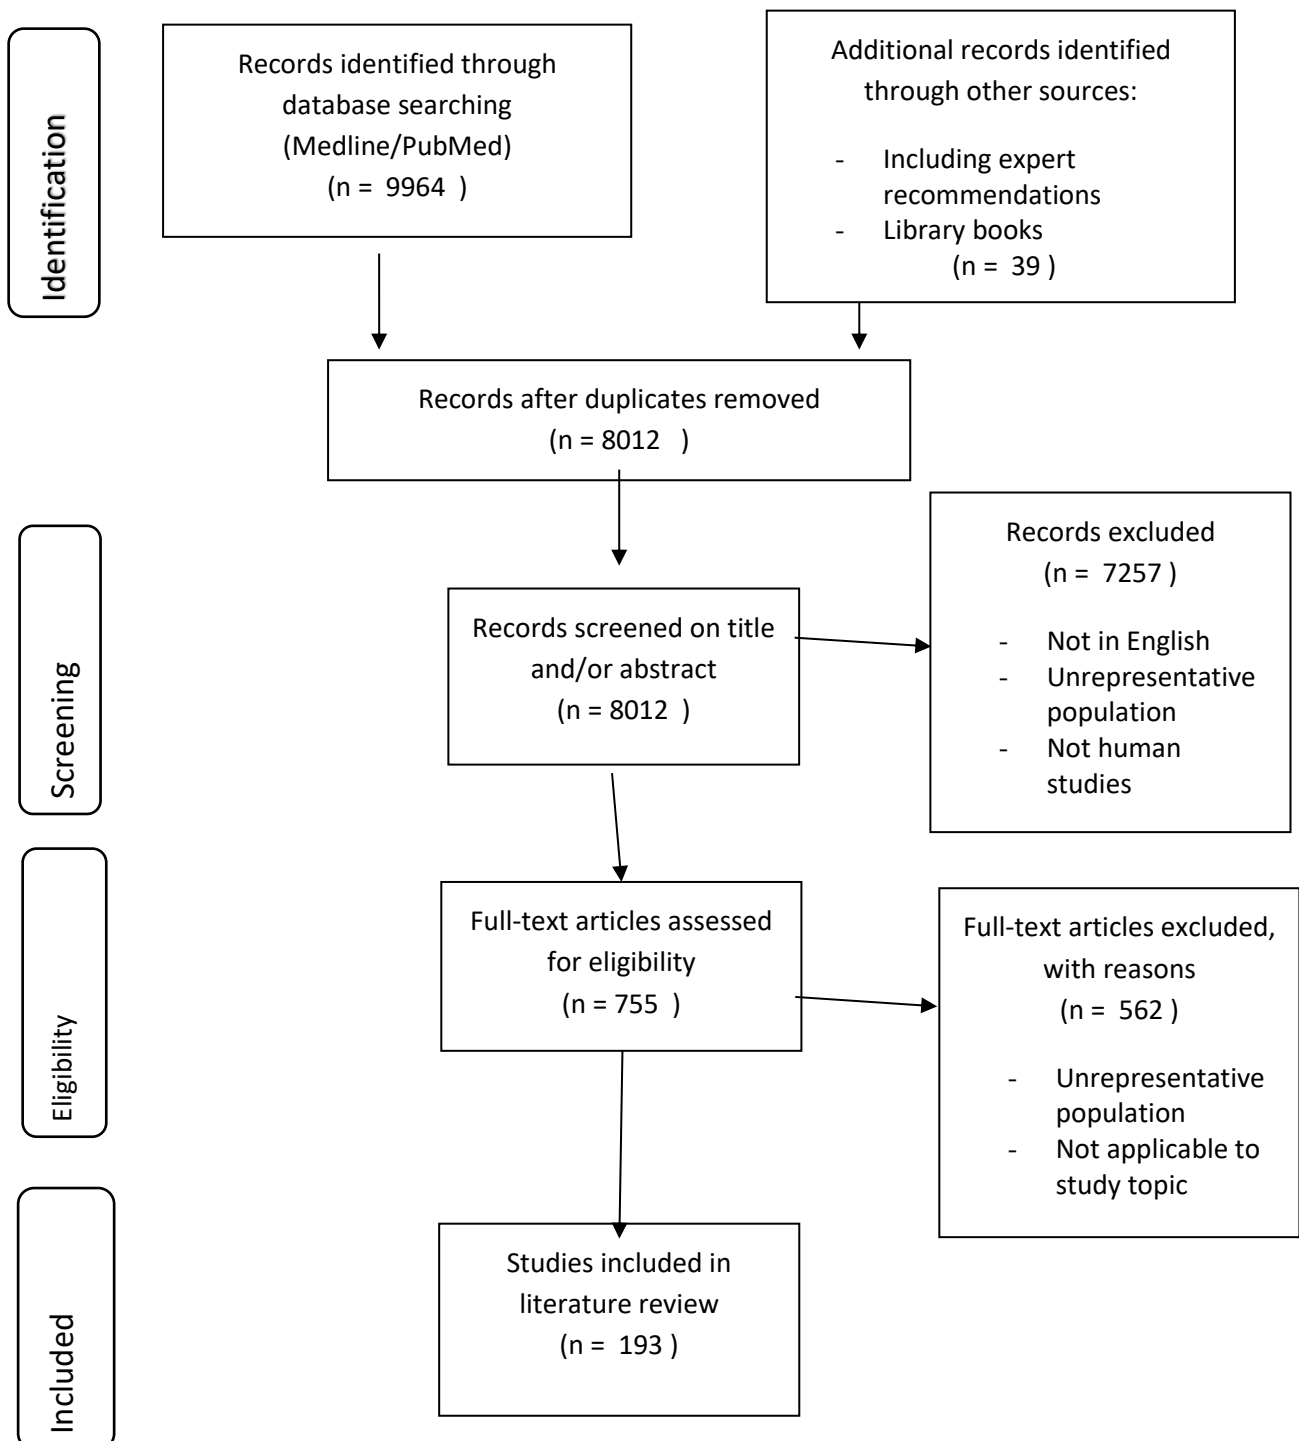 Identification
Records identified through
database searching
(Medline/PubMed)
(n = 9964 )
Additional records identified
through other sources:
- Including expert
recommendations
- Library books
(n = 39 )
Records after duplicates removed
(n = 8012 )
Screening
Records screened on title
and/or abstract
(n = 8012 )
Records excluded
(n = 7257 )
- Not in English
- Unrepresentative
population
- Not human
studies
Eligibility
Full-text articles assessed
for eligibility
(n = 755 )
Full-text articles excluded,
with reasons
(n = 562 )
- Unrepresentative
population
- Not applicable to
study topic
Included
Studies included in
literature review
(n = 193 )